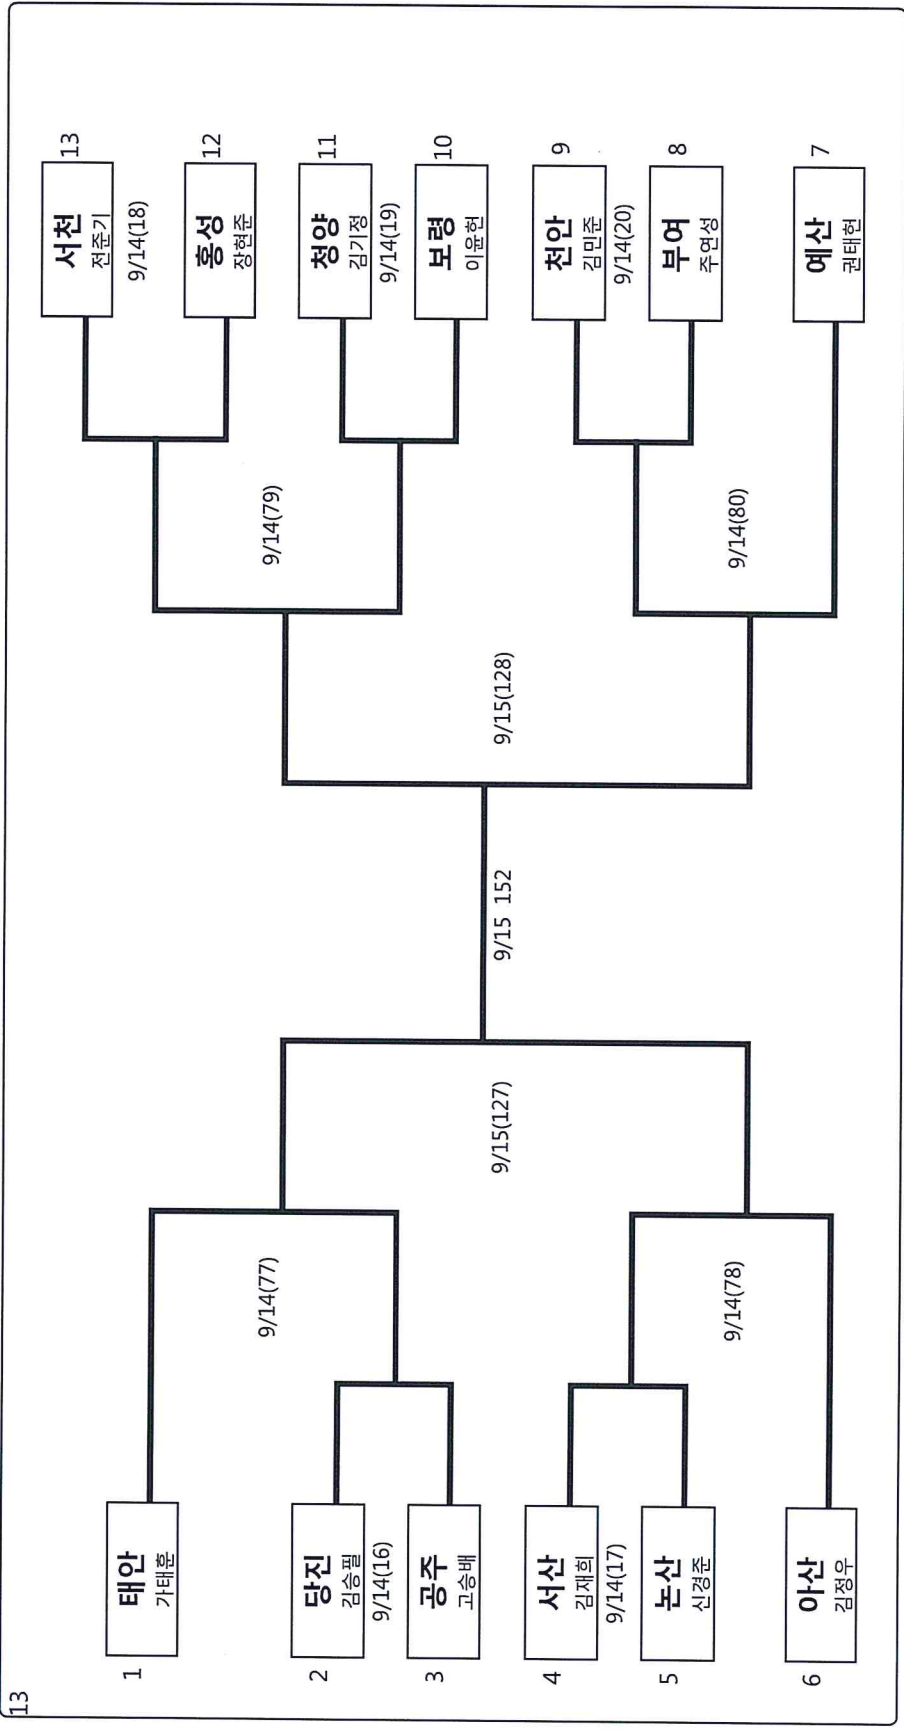 13
1
태안
가태훈
9/14(77)
2
당진
김승필
9/14(16)
3
공주
고승배
9/15(127)
4
서산
김재희
9/14(17)
5
논산
신경준
9/14(78)
6
아산
김정우
9/15 152
서천
전준기
13
9/14(18)
홍성
장현준
12
9/14(79)
청양
김기정
11
9/14(19)
보령
이윤헌
10
9/15(128)
천안
김민준
9
9/14(20)
부여
주연성
8
9/14(80)
예산
권태헌
7